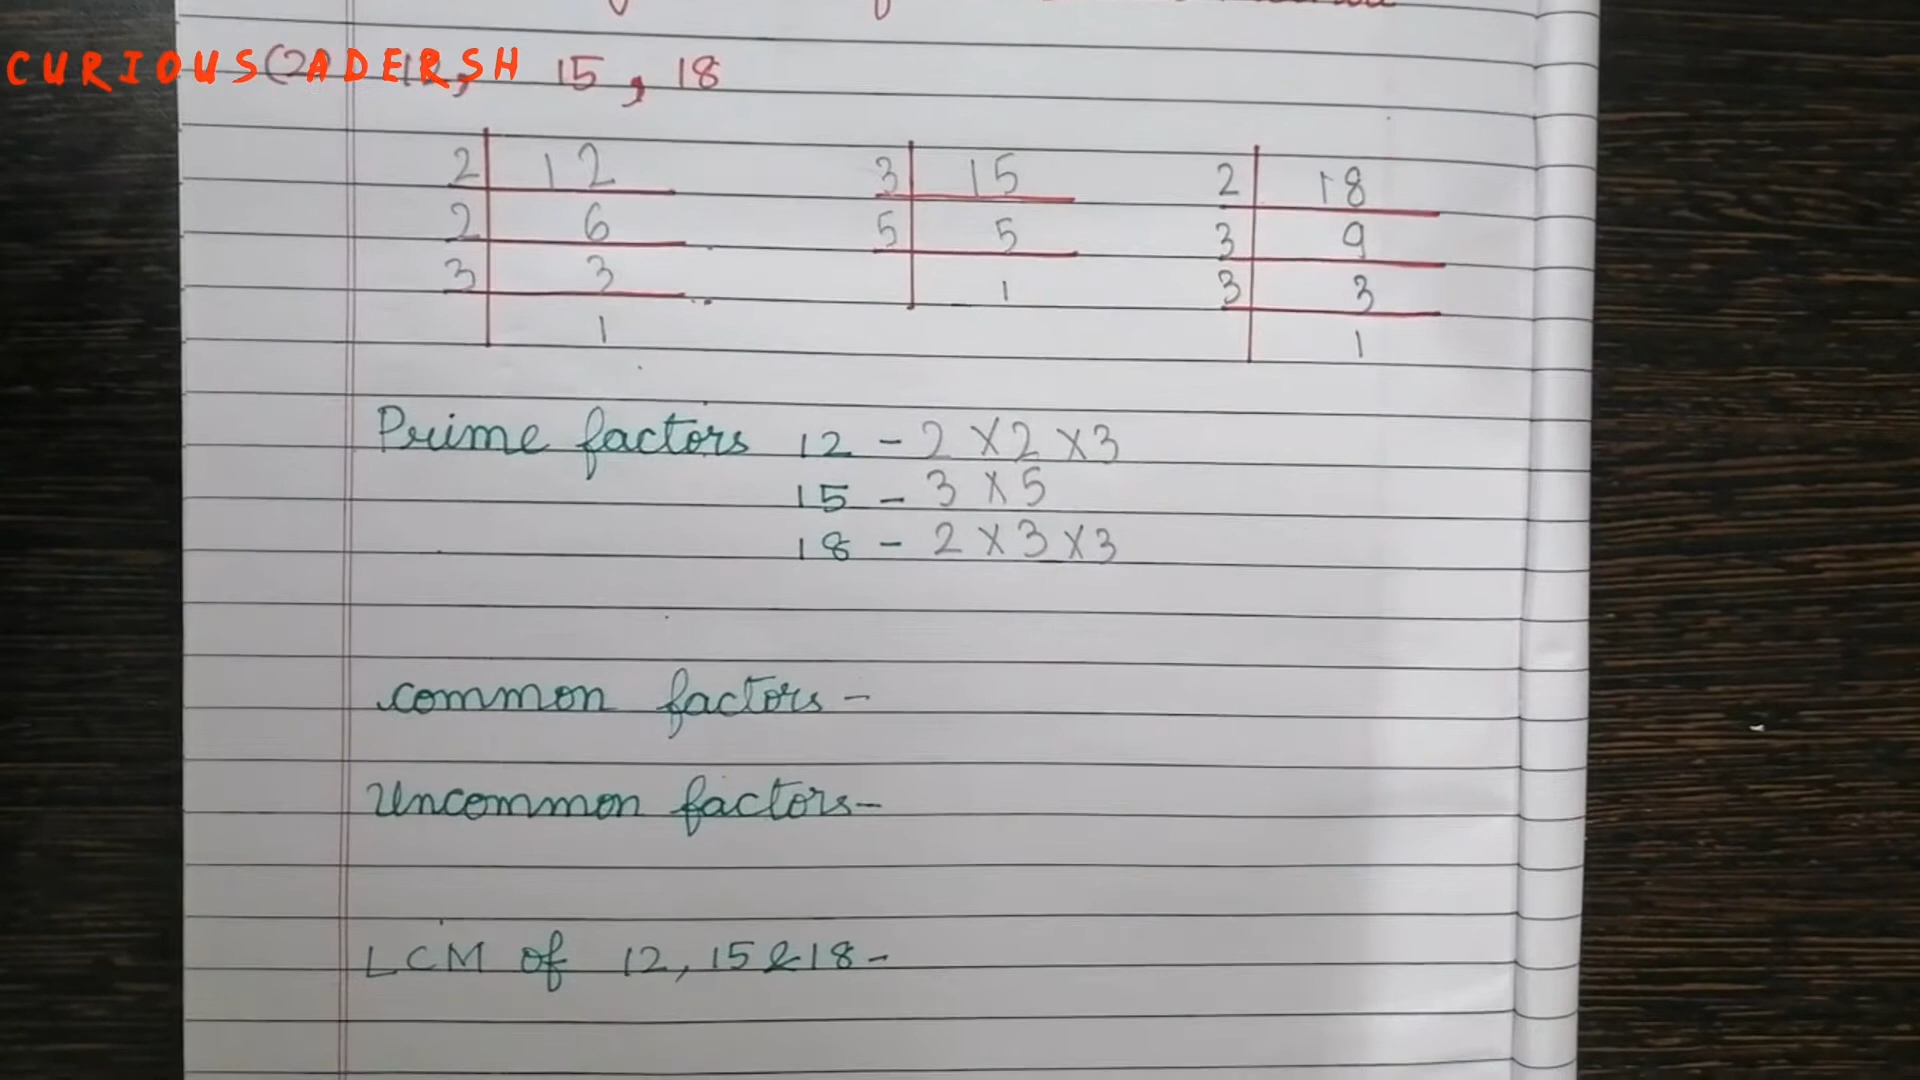 CURIOUS ADERSH
(2) 12, 15, 18
2 12 3 15 2 18
2 6 5 5 3 9
3 3 1 3 3
1 1
Prime factors 12 - 2 X 2 X 3
15 - 3 X 5
18 - 2 X 3 X 3
common factors -
Uncommon factors -
LCM of 12, 15 & 18 -